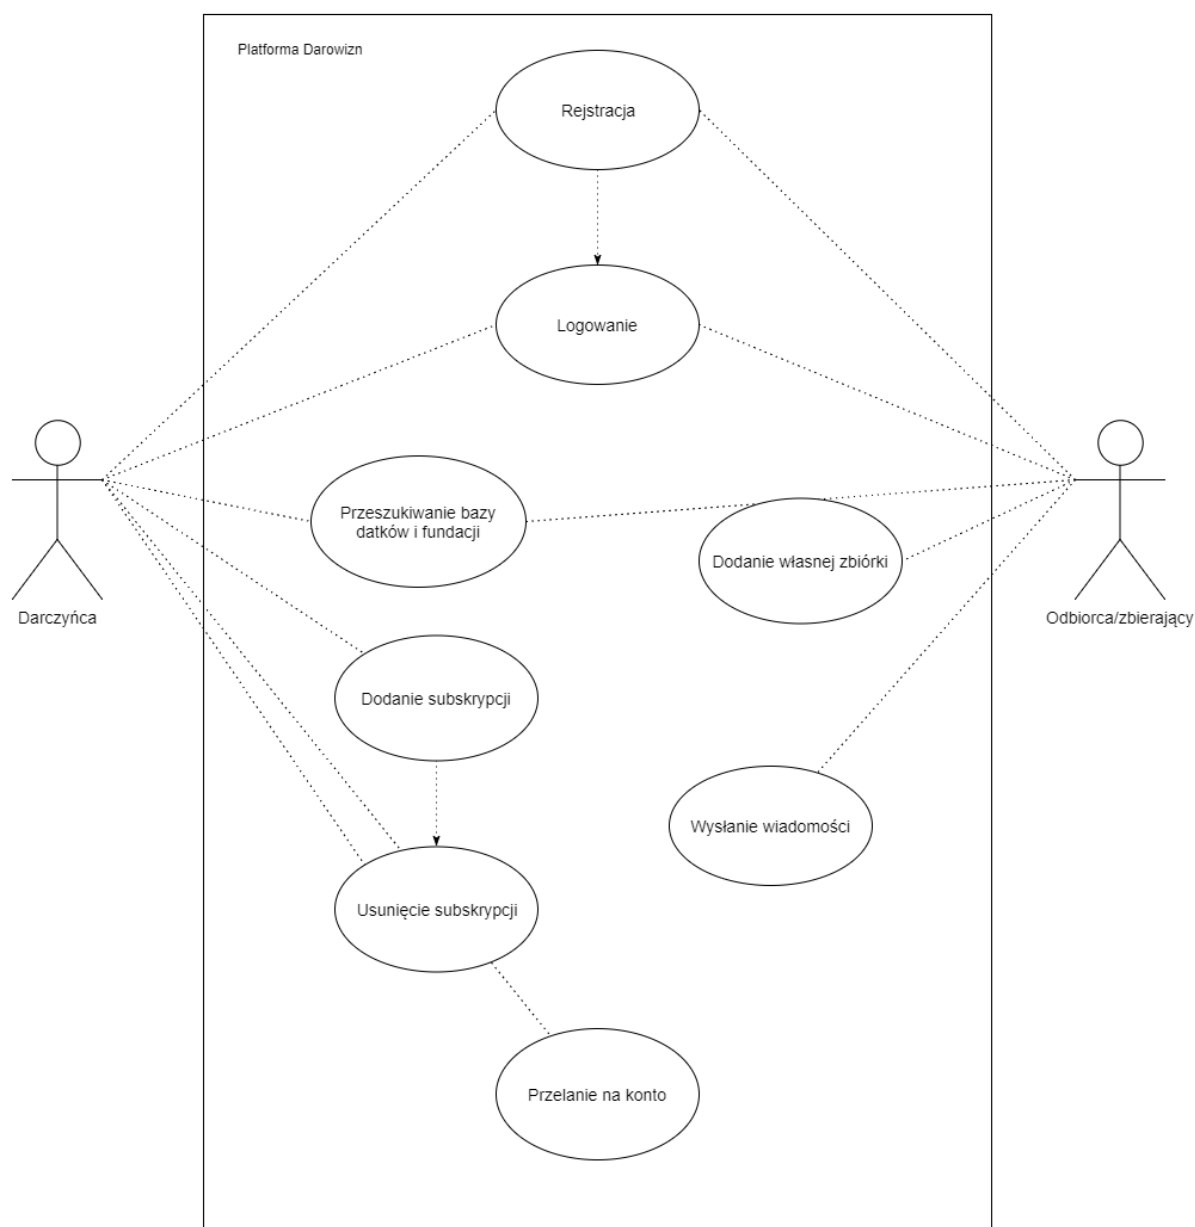 Platforma Darowizn
Rejstracja
Logowanie
Przeszukiwanie bazy
datków i fundacji
Dodanie własnej zbiórki
Darczyńca
Odbiorca/zbierający
Dodanie subskrypcji
Wysłanie wiadomości
Usunięcie subskrypcji
Przelanie na konto